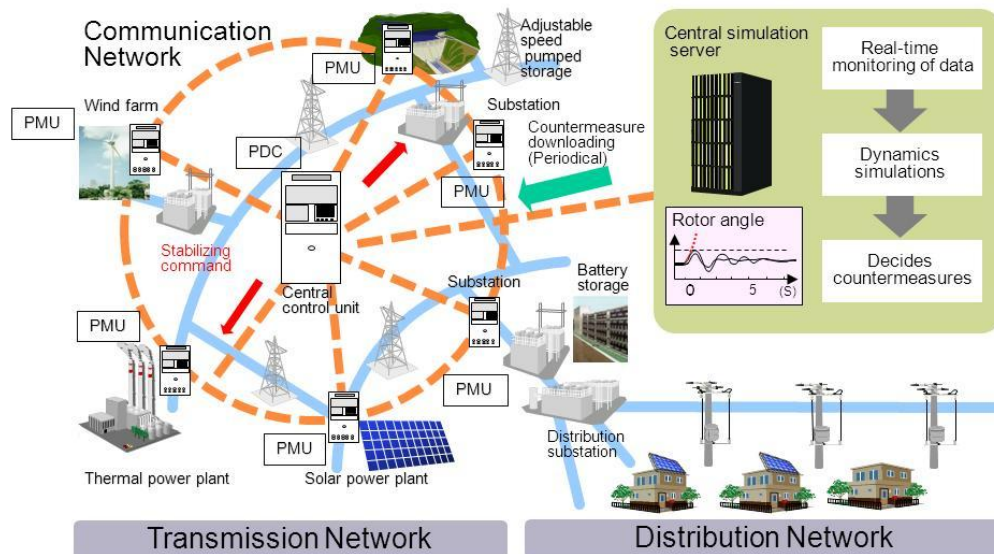 Communication
Network
PMU
Adjustable
speed
pumped
storage
Wind farm
PMU
PDC
Substation
Countermeasure
downloading
(Periodical)
PMU
Stabilizing
command
Central
control unit
Substation
Battery
storage
PMU
PMU
PMU
Thermal power plant
Solar power plant
Distribution
substation
Transmission Network
Distribution Network
Central simulation
server
Real-time
monitoring of data
Dynamics
simulations
Decides
countermeasures
Rotor angle
0
5
(S)